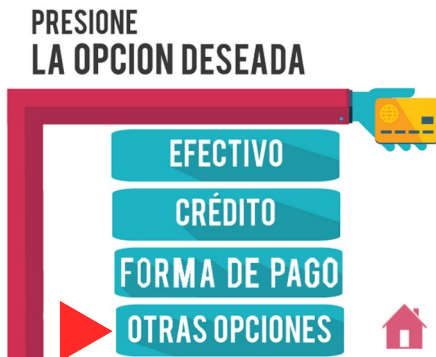 PRESIONE
LA OPCION DESEADA
EFECTIVO
CRÉDITO
FORMA DE PAGO
OTRAS OPCIONES